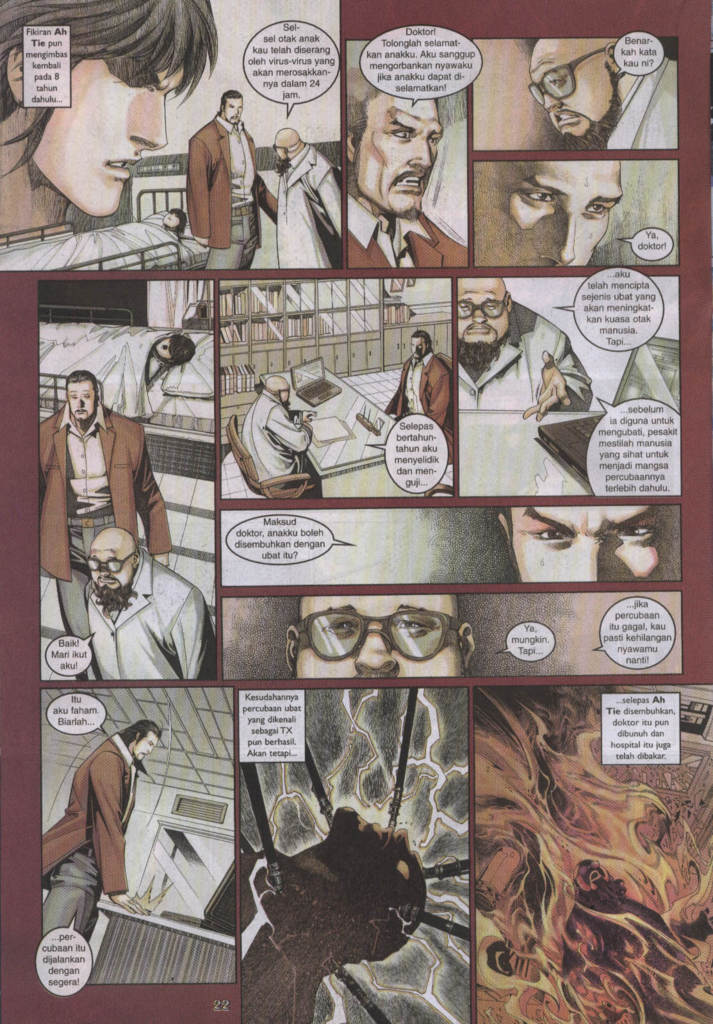 Fikiran Ah
Tie pun
mengimbas
kembali
pada 8
tahun
dahulu...
Sel-
sel otak anak
kau telah diserang
oleh virus-virus yang
akan merosakkan-
nya dalam 24
jam.
Doktor!
Tolonglah selamat-
kan anakku. Aku sanggup
mengorbankan nyawaku
jika anakku dapat di-
selamatkan!
Benar-
kah kata
kau ni?
Ya,
doktor!
Baik!
Mari ikut
aku!
Selepas
bertahun-
tahun aku
menyelidik
dan men-
guji...
...aku
telah mencipta
sejenis ubat yang
akan meningkat-
kan kuasa otak
manusia.
Tapi...
...sebelum
ia diguna untuk
mengubati, pesakit
mestilah manusia
yang sihat untuk
menjadi mangsa
percubaannya
terlebih dahulu.
Maksud
doktor, anakku boleh
disembuhkan dengan
ubat itu?
Ya,
mungkin.
Tapi...
...jika
percubaan
itu gagal, kau
pasti kehilangan
nyawamu
nanti!
Itu
aku faham.
Biarlah...
...per-
cubaan itu
dijalankan
dengan
segera!
Kesudahannya
percubaan ubat
yang dikenali
sebagai TX
pun berhasil.
Akan tetapi...
...selepas Ah
Tie disembuhkan,
doktor itu pun
dibunuh dan
hospital itu juga
telah dibakar.
22